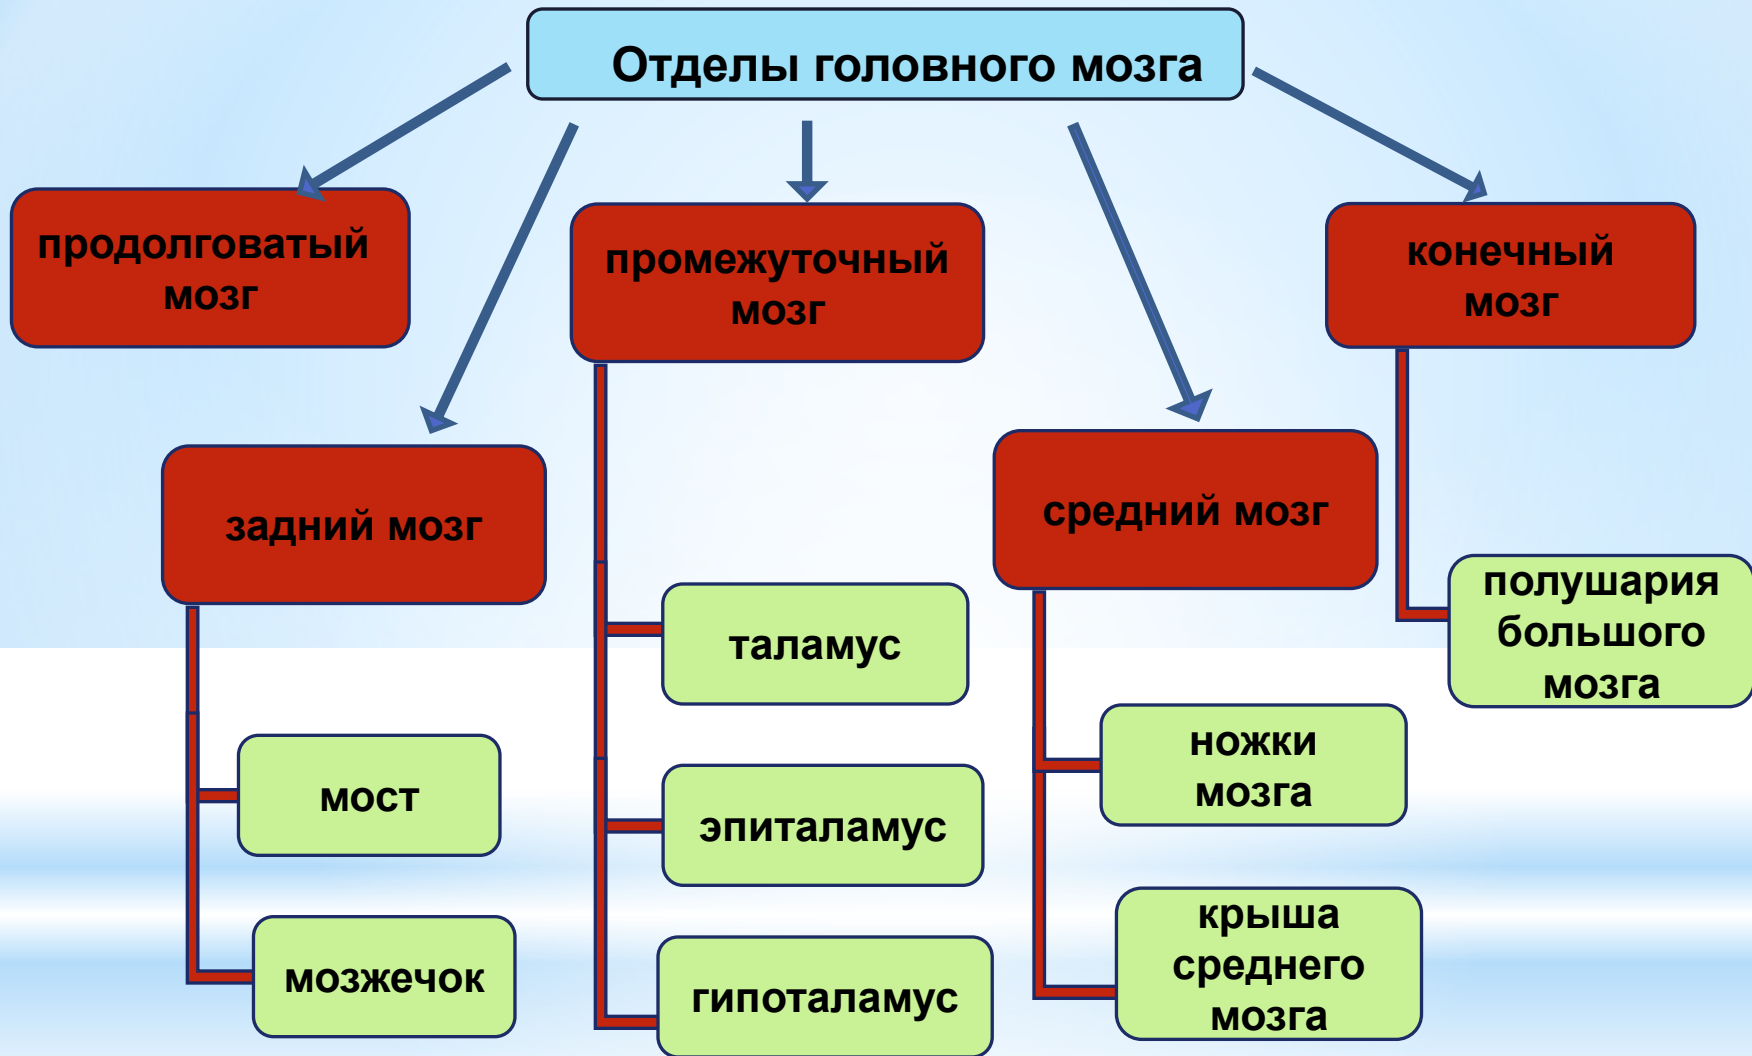 Отделы головного мозга
продолговатый
мозг
промежуточный
мозг
конечный
мозг
задний мозг
средний мозг
полушария
большого
мозга
таламус
ножки
мозга
мост
эпиталамус
крыша
среднего
мозга
мозжечок
гипоталамус